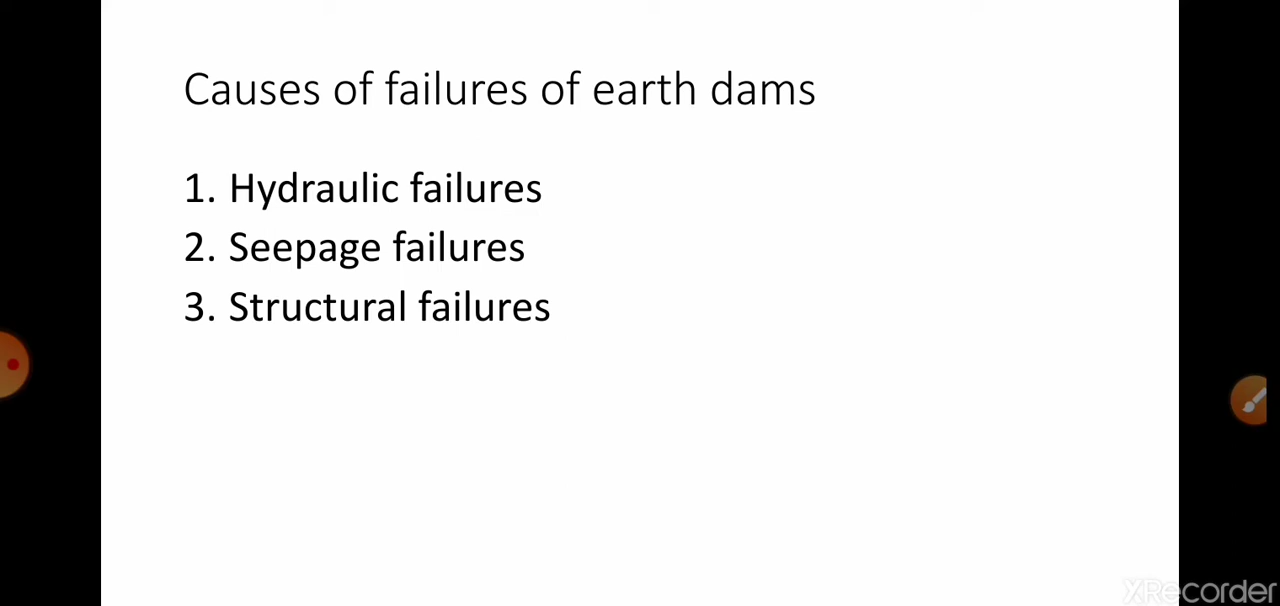 Causes of failures of earth dams
1. Hydraulic failures
2. Seepage failures
3. Structural failures
XRecorder